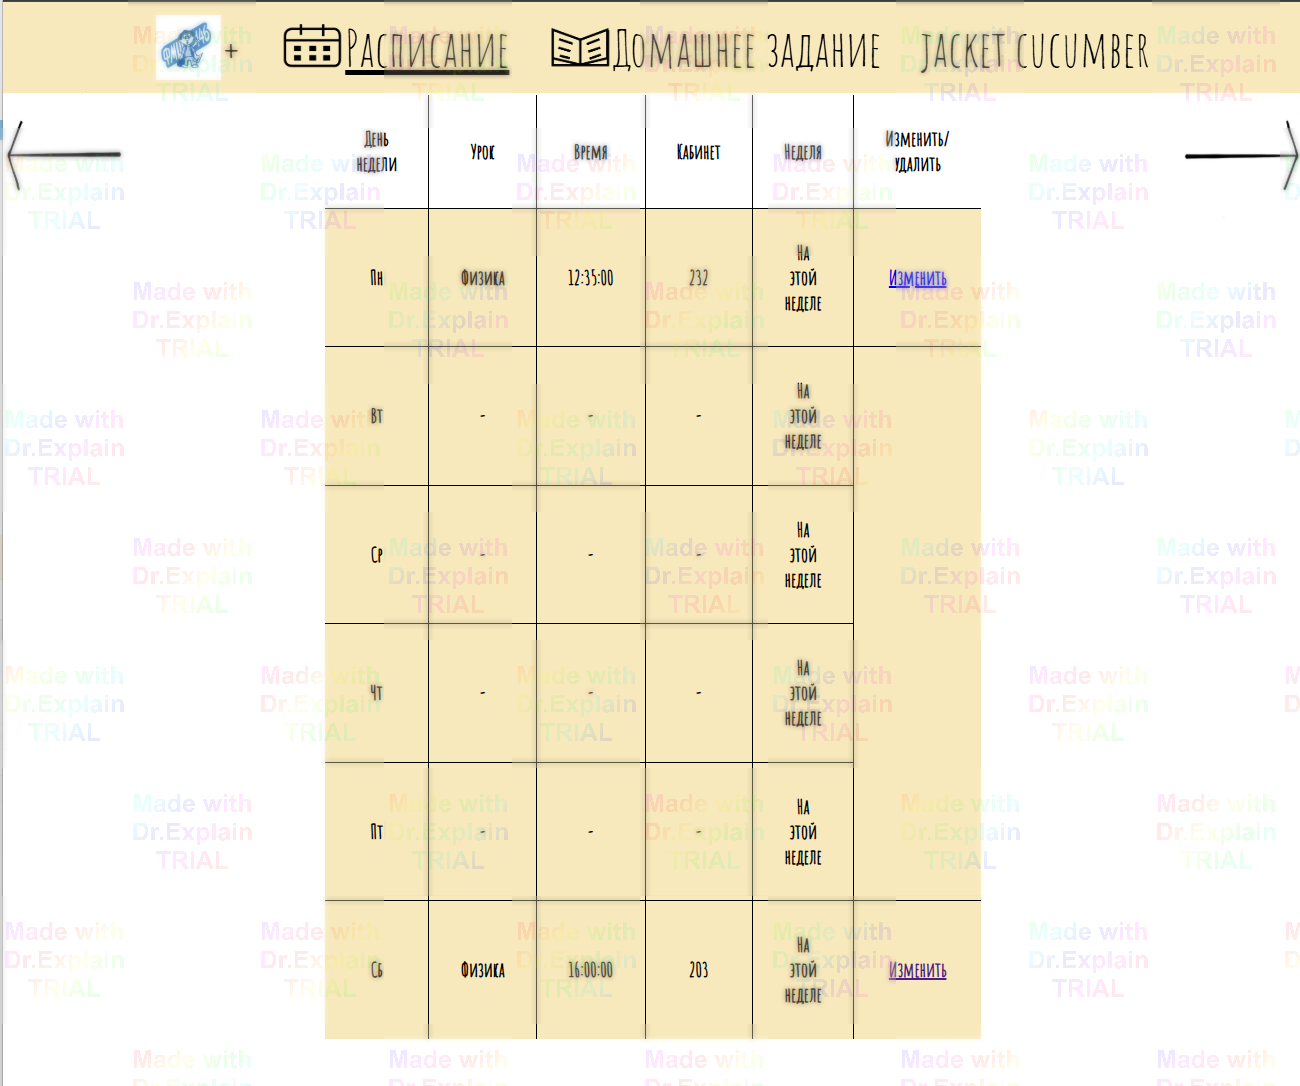 + Расписание Домашнее задание Jacket Cucumber
День недели Урок Время Кабинет Неделя Изменить/удалить
Пн Физика 12:35:00 232 На этой неделе Изменить
Вт - - - На этой неделе
Ср - - - На этой неделе
Чт - - - На этой неделе
Пт - - - На этой неделе
Сб Физика 16:00:00 203 На этой неделе Изменить
Made with
Dr.Explain
TRIAL